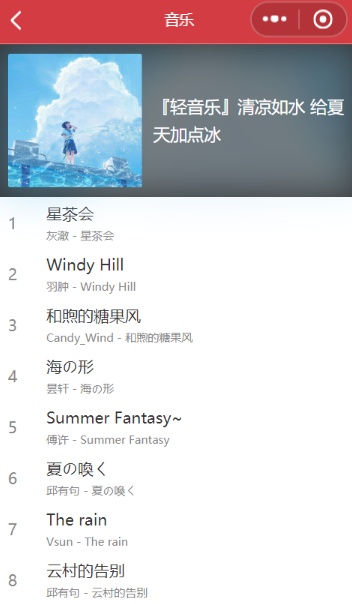 音乐
『轻音乐』清凉如水 给夏
天加点冰
1
星茶会
灰澈 - 星茶会
2
Windy Hill
羽肿 - Windy Hill
3
和煦的糖果风
Candy_Wind - 和煦的糖果风
4
海の形
昙轩 - 海の形
5
Summer Fantasy~
傅许 - Summer Fantasy
6
夏の喚く
邱有句 - 夏の喚く
7
The rain
Vsun - The rain
8
云村的告别
邱有句 - 云村的告别